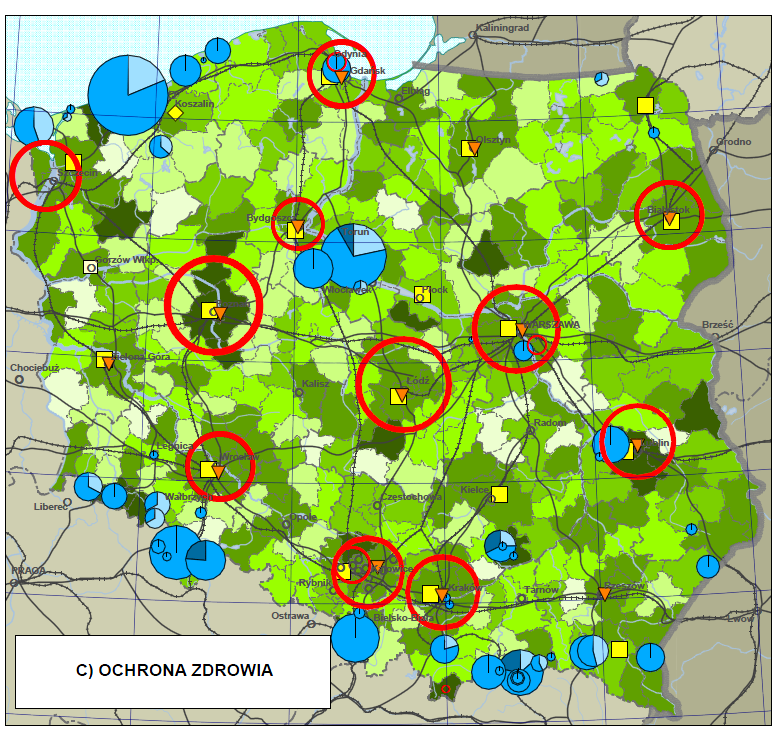 Kaliningrad
Gdynia
Gdańsk
Elbląg
Koszalin
Olsztyn
Grodno
Szczecin
Białystok
Bydgoszcz
Toruń
Gorzów Wlkp.
Włocławek
Płock
WARSZAWA
Brześć
Zielona Góra
Chociebuż
Łódź
Kalisz
Radom
Lublin
Legnica
Wrocław
Wałbrzych
Kielce
Częstochowa
Liberec
Opole
PRAGA
Katowice
Rybnik
Kraków
Tarnów
Rzeszów
Ostrawa
Bielsko-Biała
Lwów
C) OCHRONA ZDROWIA